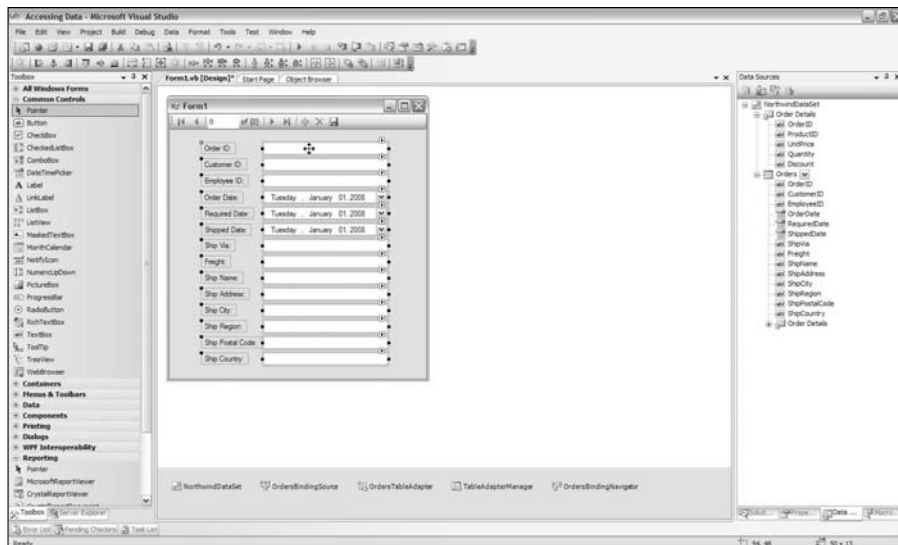 Accessing Data - Microsoft Visual Studio
File Edit View Project Build Debug Data Format Tools Test Window Help
Toolbox
All Windows Forms
Common Controls
Pointer
Button
CheckBox
CheckedListBox
ComboBox
DateTimePicker
Label
LinkLabel
ListBox
ListView
MaskedTextBox
MonthCalendar
NotifyIcon
NumericUpDown
PictureBox
ProgressBar
RadioButton
RichTextBox
TextBox
ToolTip
TreeView
WebBrowser
Containers
Menus & Toolbars
Data
Components
Printing
Dialogs
WPF Interoperability
Reporting
Pointer
MicrosoftReportViewer
CrystalReportViewer
Toolbox Server Explorer
Form1.vb [Design]* Start Page Object Browser
Form1
0 of {0}
Order ID:
Customer ID:
Employee ID:
Order Date: Tuesday , January 01, 2008
Required Date: Tuesday , January 01, 2008
Shipped Date: Tuesday , January 01, 2008
Ship Via:
Freight:
Ship Name:
Ship Address:
Ship City:
Ship Region:
Ship Postal Code
Ship Country:
NorthwindDataSet OrdersBindingSource OrdersTableAdapter TableAdapterManager OrdersBindingNavigator
Data Sources
NorthwindDataSet
Order Details
OrderID
ProductID
UnitPrice
Quantity
Discount
Orders
OrderID
CustomerID
EmployeeID
OrderDate
RequiredDate
ShippedDate
ShipVia
Freight
ShipName
ShipAddress
ShipCity
ShipRegion
ShipPostalCode
ShipCountry
Order Details
Solut... Prope... Data ... Macro...
Error List Pending Checkins Task List
Ready
50 x 13